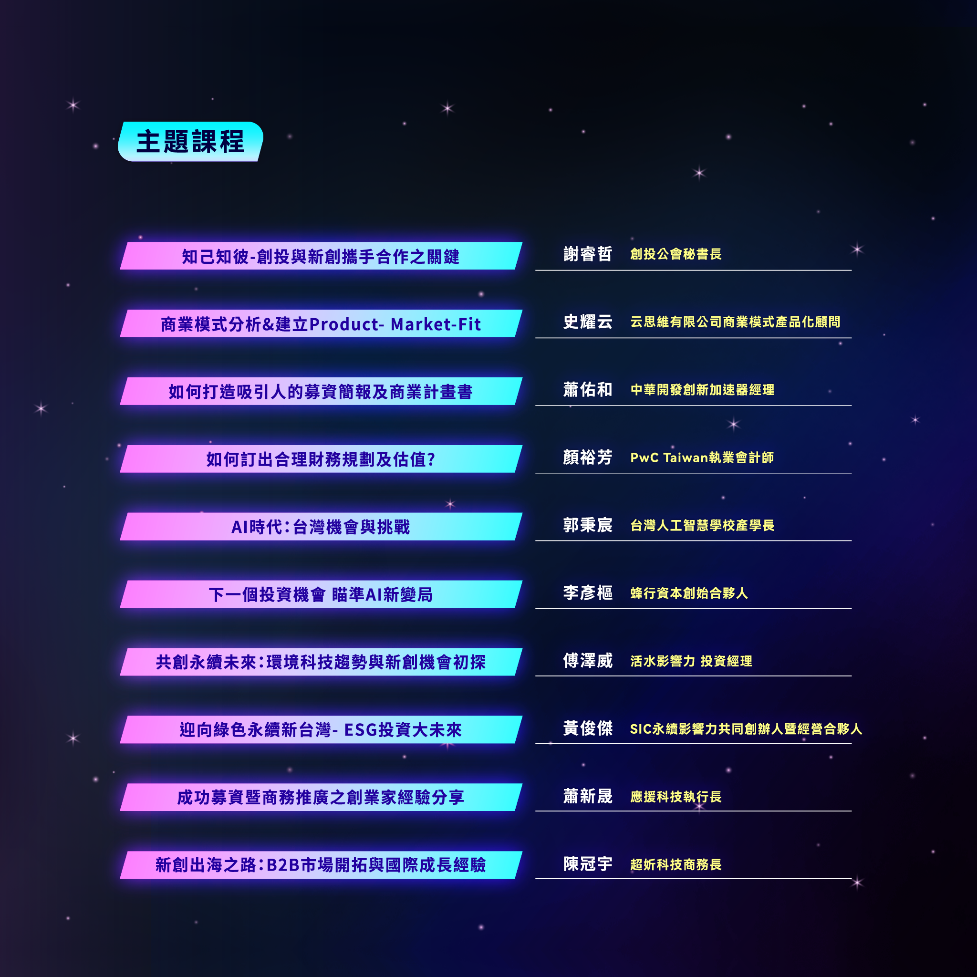 主題課程
知己知彼-創投與新創攜手合作之關鍵 謝睿哲 創投公會秘書長
商業模式分析&建立Product- Market-Fit 史耀云 云思維有限公司商業模式產品化顧問
如何打造吸引人的募資簡報及商業計畫書 蕭佑和 中華開發創新加速器經理
如何訂出合理財務規劃及估值? 顏裕芳 PwC Taiwan執業會計師
AI時代:台灣機會與挑戰 郭秉宸 台灣人工智慧學校產學長
下一個投資機會 瞄準AI新變局 李彥樞 蜂行資本創始合夥人
共創永續未來:環境科技趨勢與新創機會初探 傅澤威 活水影響力 投資經理
迎向綠色永續新台灣- ESG投資大未來 黃俊傑 SIC永續影響力共同創辦人暨經營合夥人
成功募資暨商務推廣之創業家經驗分享 蕭新晟 應援科技執行長
新創出海之路:B2B市場開拓與國際成長經驗 陳冠宇 超妡科技商務長